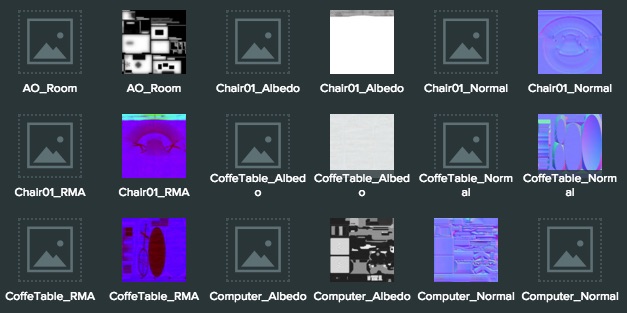 AO_Room AO_Room Chair01_Albedo Chair01_Albedo Chair01_Normal Chair01_Normal
Chair01_RMA Chair01_RMA CoffeTable_Albed CoffeTable_Albed CoffeTable_Norm CoffeTable_Norm
o o al al
CoffeTable_RMA CoffeTable_RMA Computer_Albedo Computer_Albedo Computer_Normal Computer_Normal